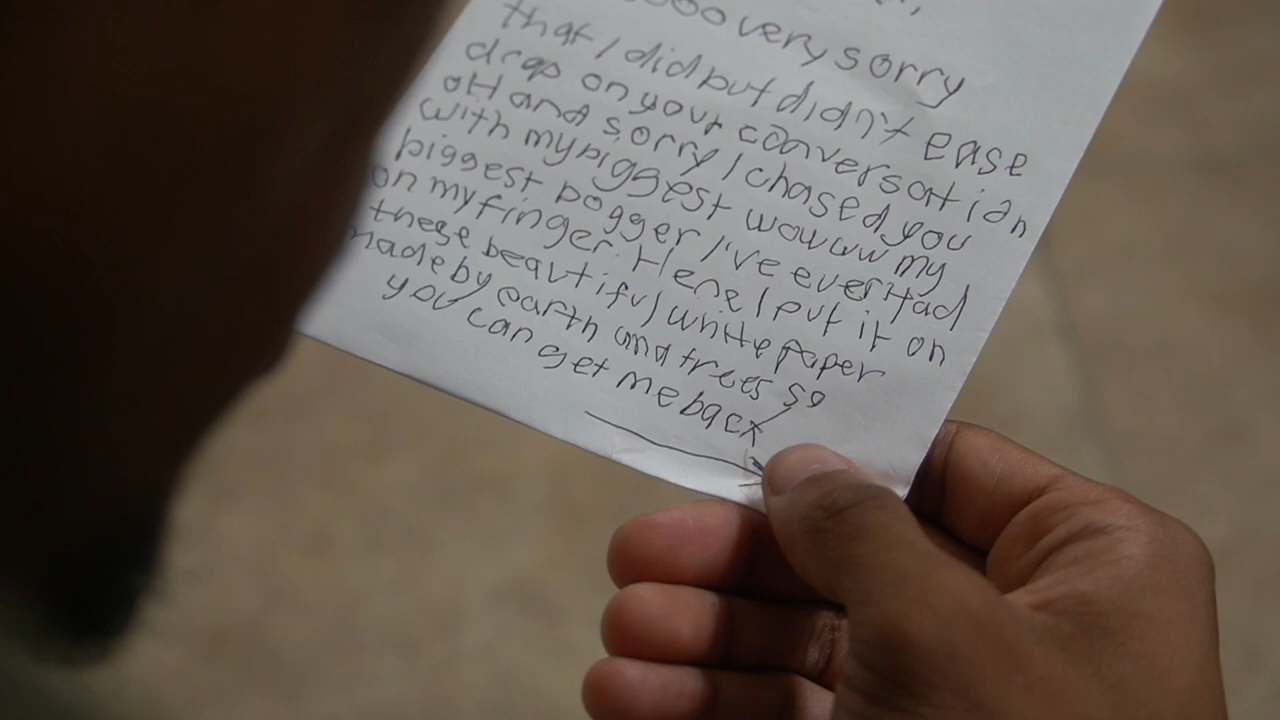 very sorry
that I did but didn't ease
drop on your coonversation
oH and sorry I chased you
with my biggest wowww my
biggest bogger I've ever Had
on my finger. Here I put it on
these beautiful white paper
made by earth and trees so
you can get me back